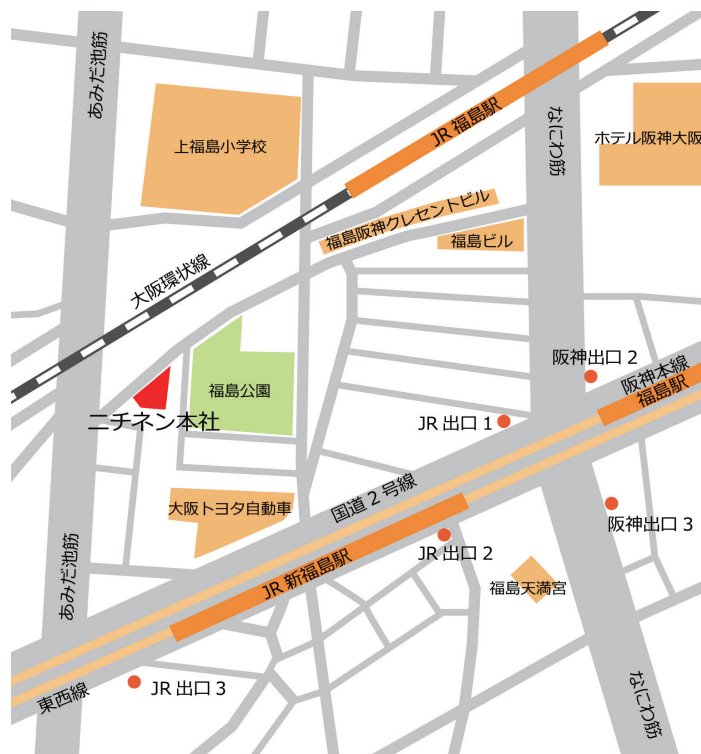 あみだ池筋
JR 福島駅
なにわ筋
ホテル阪神大阪
上福島小学校
福島阪神クレセントビル
福島ビル
大阪環状線
阪神出口 2
阪神本線
福島駅
福島公園
ニチネン本社
JR 出口 1
国道 2 号線
大阪トヨタ自動車
阪神出口 3
JR 出口 2
あみだ池筋
JR 新福島駅
福島天満宮
JR 出口 3
東西線
なにわ筋